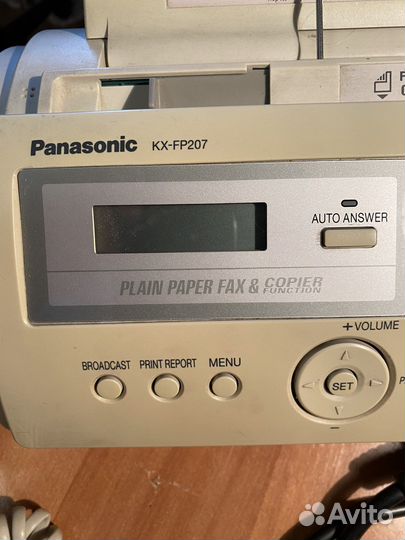 Panasonic KX-FP207
AUTO ANSWER
PLAIN PAPER FAX & COPIER FUNCTION
+VOLUME
BROADCAST PRINT REPORT MENU
SET
–
Avito